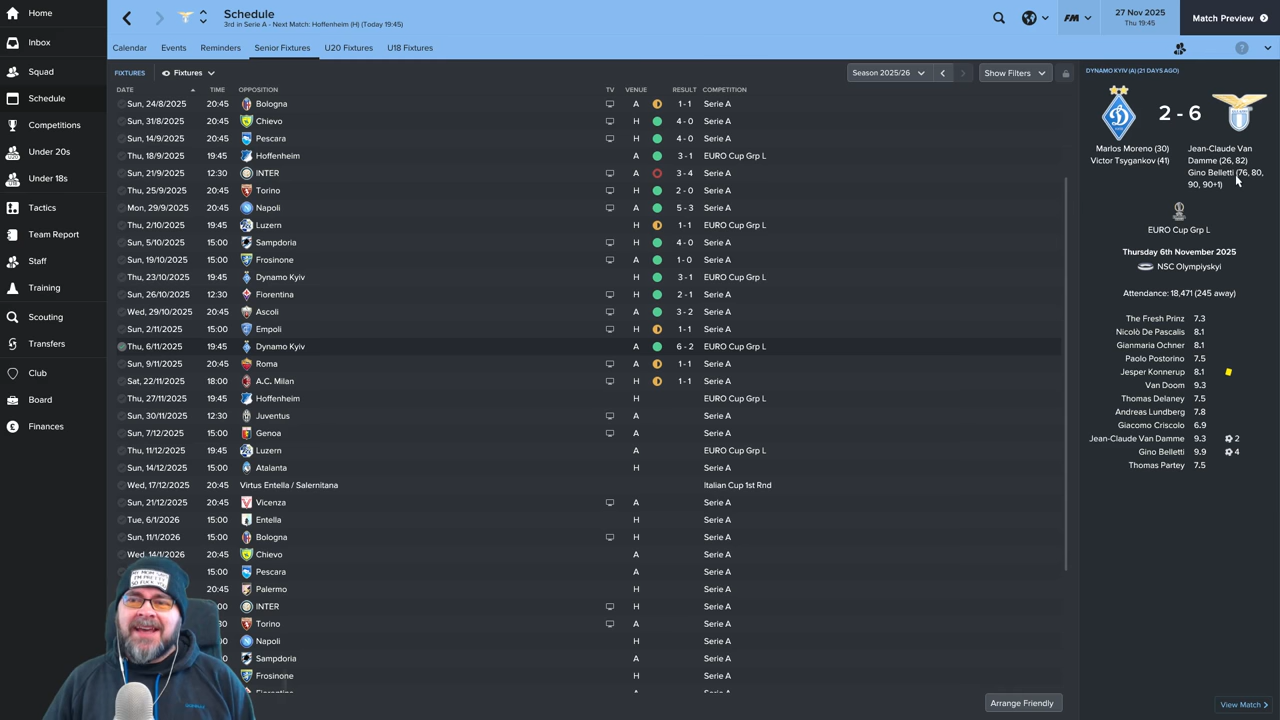 Home
Inbox
Squad
Schedule
Competitions
Under 20s
Under 18s
Tactics
Team Report
Staff
Training
Scouting
Transfers
Club
Board
Finances
Schedule
3rd in Serie A - Next Match: Hoffenheim (H) (Today 19:45)
FM
27 Nov 2025
Thu 19:45
Match Preview
Calendar Events Reminders Senior Fixtures U20 Fixtures U18 Fixtures
FIXTURES Fixtures Season 2025/26 Show Filters
DATE TIME OPPOSITION TV VENUE RESULT COMPETITION
Sun, 24/8/2025 20:45 Bologna A 1 - 1 Serie A
Sun, 31/8/2025 20:45 Chievo H 4 - 0 Serie A
Sun, 14/9/2025 20:45 Pescara H 4 - 0 Serie A
Thu, 18/9/2025 19:45 Hoffenheim A 3 - 1 EURO Cup Grp L
Sun, 21/9/2025 12:30 INTER A 3 - 4 Serie A
Thu, 25/9/2025 20:45 Torino H 2 - 0 Serie A
Mon, 29/9/2025 20:45 Napoli A 5 - 3 Serie A
Thu, 2/10/2025 19:45 Luzern H 1 - 1 EURO Cup Grp L
Sun, 5/10/2025 15:00 Sampdoria H 4 - 0 Serie A
Sun, 19/10/2025 15:00 Frosinone A 1 - 0 Serie A
Thu, 23/10/2025 19:45 Dynamo Kyiv H 3 - 1 EURO Cup Grp L
Sun, 26/10/2025 12:30 Fiorentina H 2 - 1 Serie A
Wed, 29/10/2025 20:45 Ascoli A 3 - 2 Serie A
Sun, 2/11/2025 15:00 Empoli H 1 - 1 Serie A
Thu, 6/11/2025 19:45 Dynamo Kyiv A 6 - 2 EURO Cup Grp L
Sun, 9/11/2025 20:45 Roma A 1 - 1 Serie A
Sat, 22/11/2025 18:00 A.C. Milan H 1 - 1 Serie A
Thu, 27/11/2025 19:45 Hoffenheim H EURO Cup Grp L
Sun, 30/11/2025 12:30 Juventus A Serie A
Sun, 7/12/2025 15:00 Genoa A Serie A
Thu, 11/12/2025 19:45 Luzern A EURO Cup Grp L
Sun, 14/12/2025 15:00 Atalanta H Serie A
Wed, 17/12/2025 20:45 Virtus Entella / Salernitana Italian Cup 1st Rnd
Sun, 21/12/2025 15:00 Vicenza A Serie A
Tue, 6/1/2026 15:00 Entella H Serie A
Sun, 11/1/2026 15:00 Bologna H Serie A
Wed, 14/1/2026 20:45 Chievo A Serie A
15:00 Pescara A Serie A
20:45 Palermo H Serie A
INTER H Serie A
Torino A Serie A
Napoli H Serie A
Sampdoria A Serie A
Frosinone H Serie A
Arrange Friendly
DYNAMO KYIV (A) (21 DAYS AGO)
2 - 6
Marlos Moreno (30)
Victor Tsygankov (41)
Jean-Claude Van
Damme (26, 82)
Gino Belletti (76, 80,
90, 90+1)
EURO Cup Grp L
Thursday 6th November 2025
NSC Olympiyskyi
Attendance: 18,471 (245 away)
The Fresh Prinz 7.3
Nicolò De Pascalis 8.1
Gianmaria Ochner 8.1
Paolo Postorino 7.5
Jesper Konnerup 8.1
Van Doom 9.3
Thomas Delaney 7.5
Andreas Lundberg 7.8
Giacomo Criscolo 6.9
Jean-Claude Van Damme 9.3 2
Gino Belletti 9.9 4
Thomas Partey 7.5
View Match